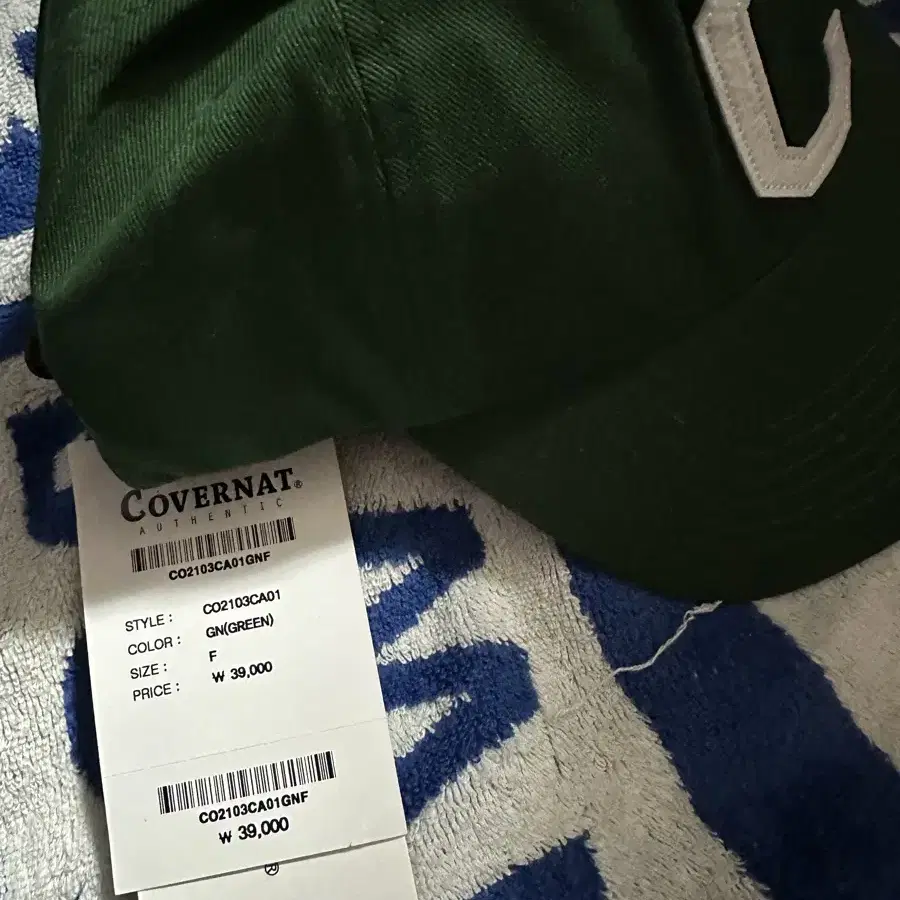 C
COVERNAT®
AUTHENTIC
CO2103CA01GNF
STYLE : CO2103CA01
COLOR : GN(GREEN)
SIZE : F
PRICE : ₩ 39,000
CO2103CA01GNF
₩ 39,000
®